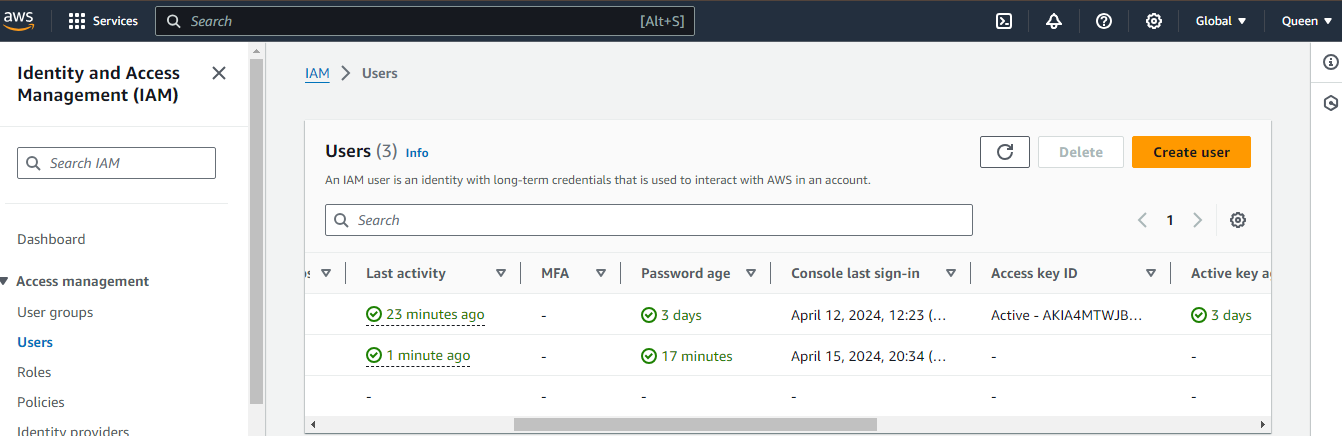 aws Services Search [Alt+S] Global Queen
Identity and Access
Management (IAM)
Search IAM
Dashboard
Access management
User groups
Users
Roles
Policies
Identity providers
IAM > Users
Users (3) Info
Delete
Create user
An IAM user is an identity with long-term credentials that is used to interact with AWS in an account.
Search
1
Last activity MFA Password age Console last sign-in Access key ID Active key
23 minutes ago - 3 days April 12, 2024, 12:23 (... Active - AKIA4MTWJB... 3 days
1 minute ago - 17 minutes April 15, 2024, 20:34 (... - -
- - - - - -